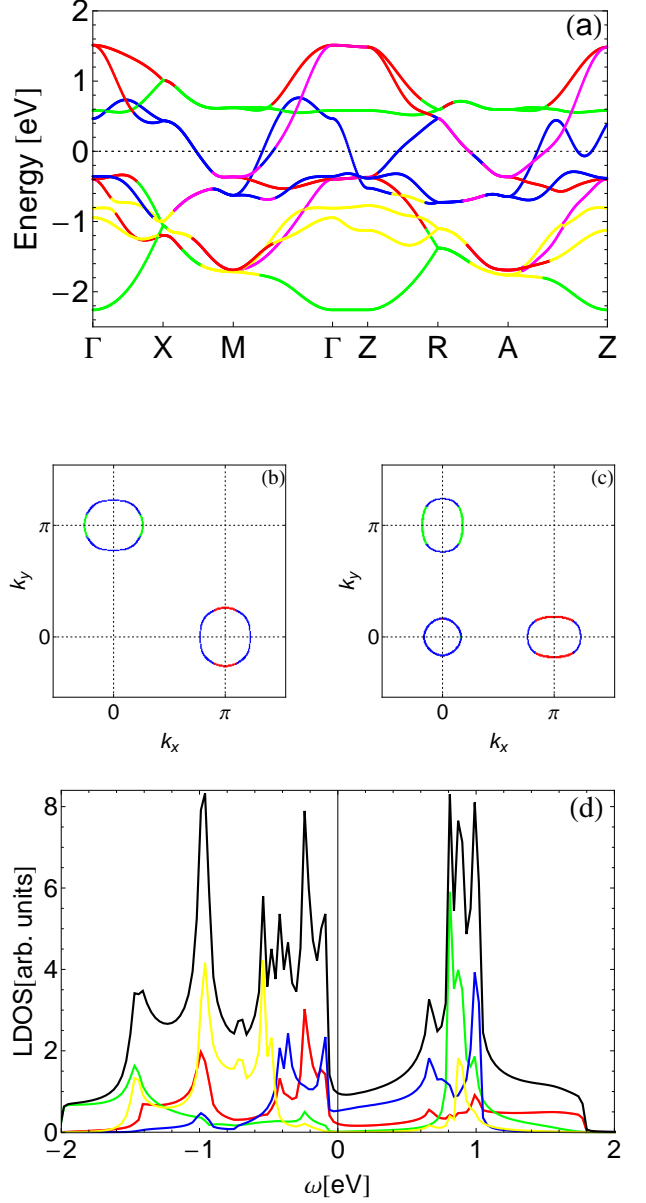 2
(a)
1
0
−1
−2
Energy [eV]
Γ X M Γ Z R A Z
(b) (c)
π π
k_y k_y
0 0
0 π 0 π
k_x k_x
(d)
8
6
4
2
0
LDOS[arb. units]
−2 −1 0 1 2
ω[eV]